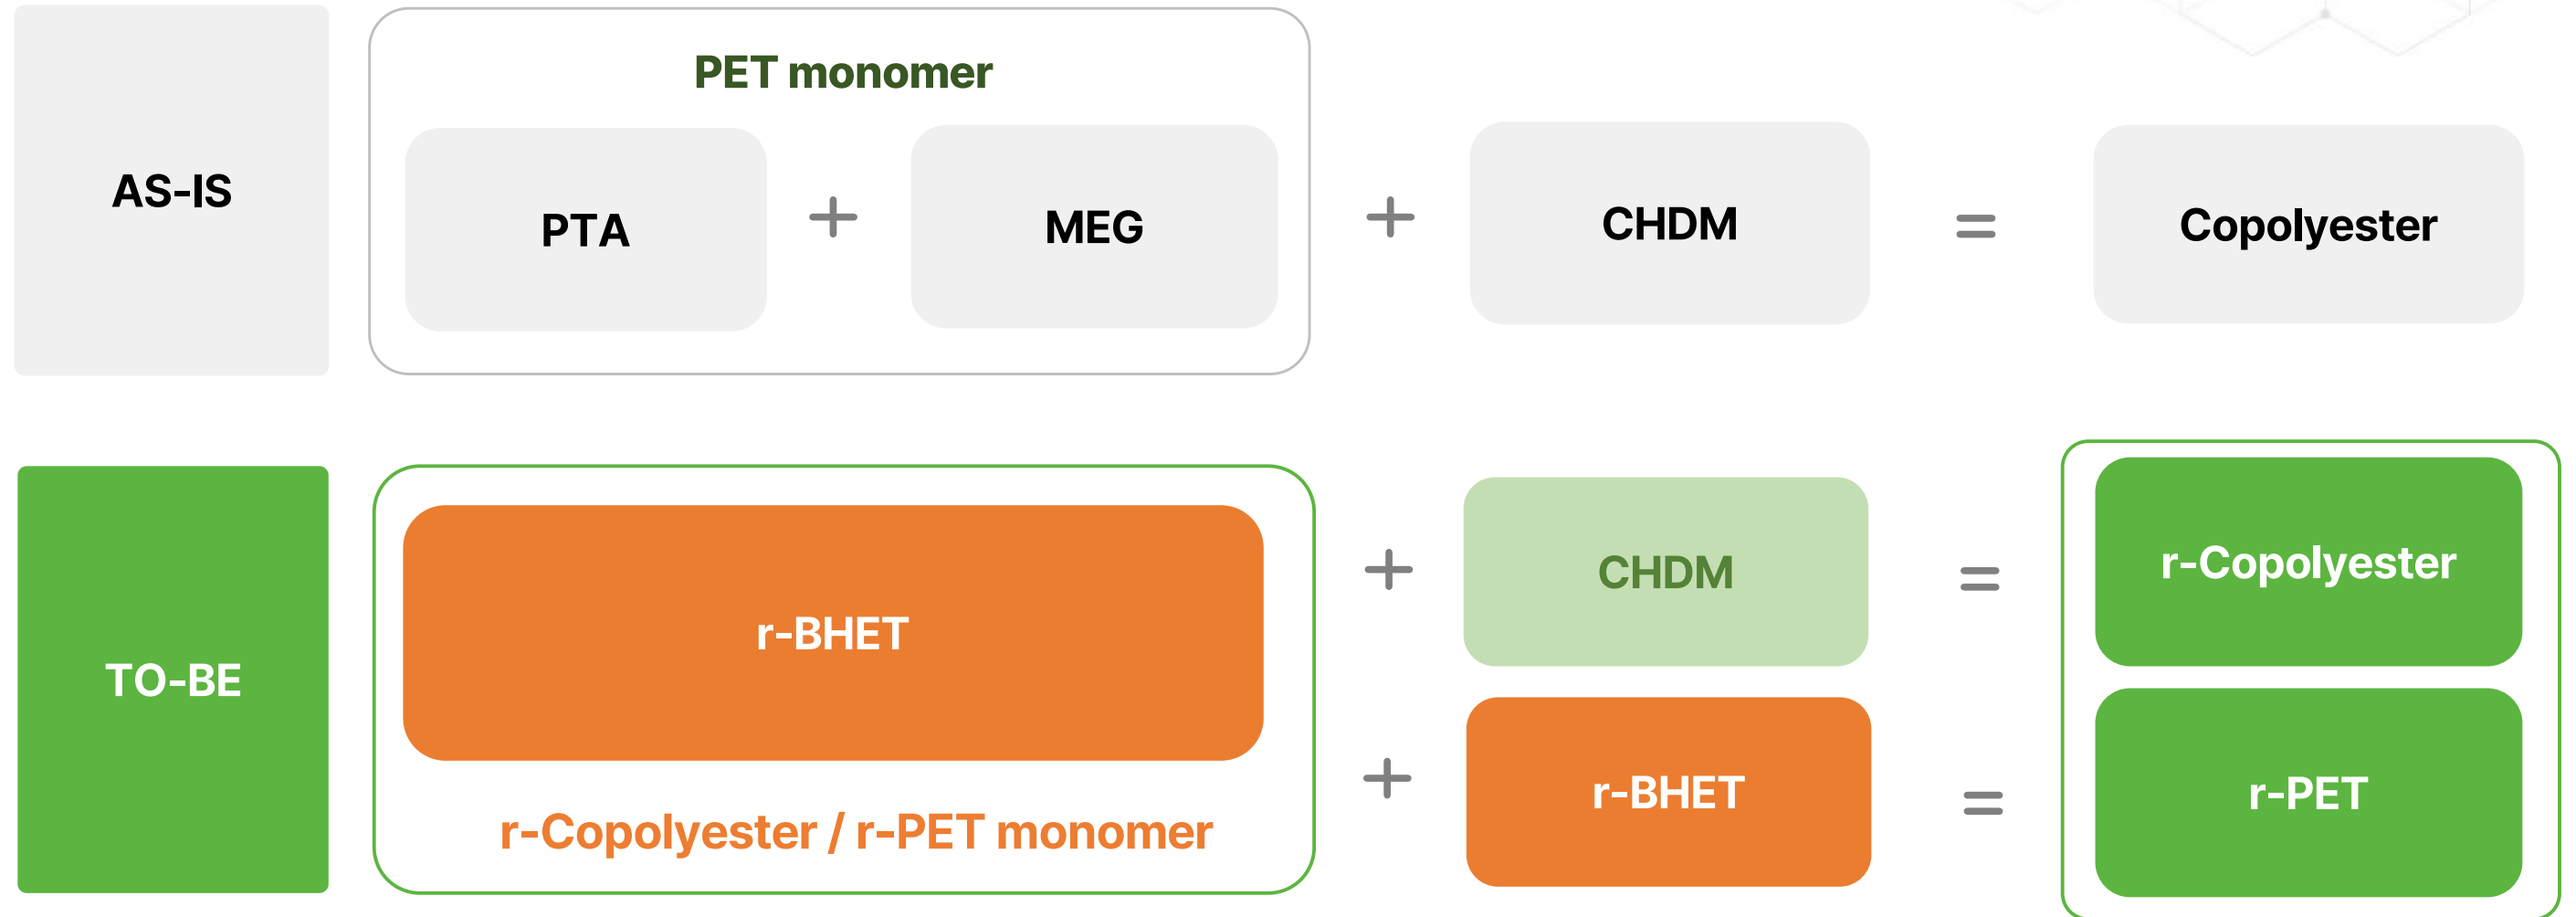 AS-IS
PET monomer
PTA + MEG + CHDM = Copolyester
TO-BE
r-BHET
r-Copolyester / r-PET monomer
+ CHDM = r-Copolyester
+ r-BHET = r-PET